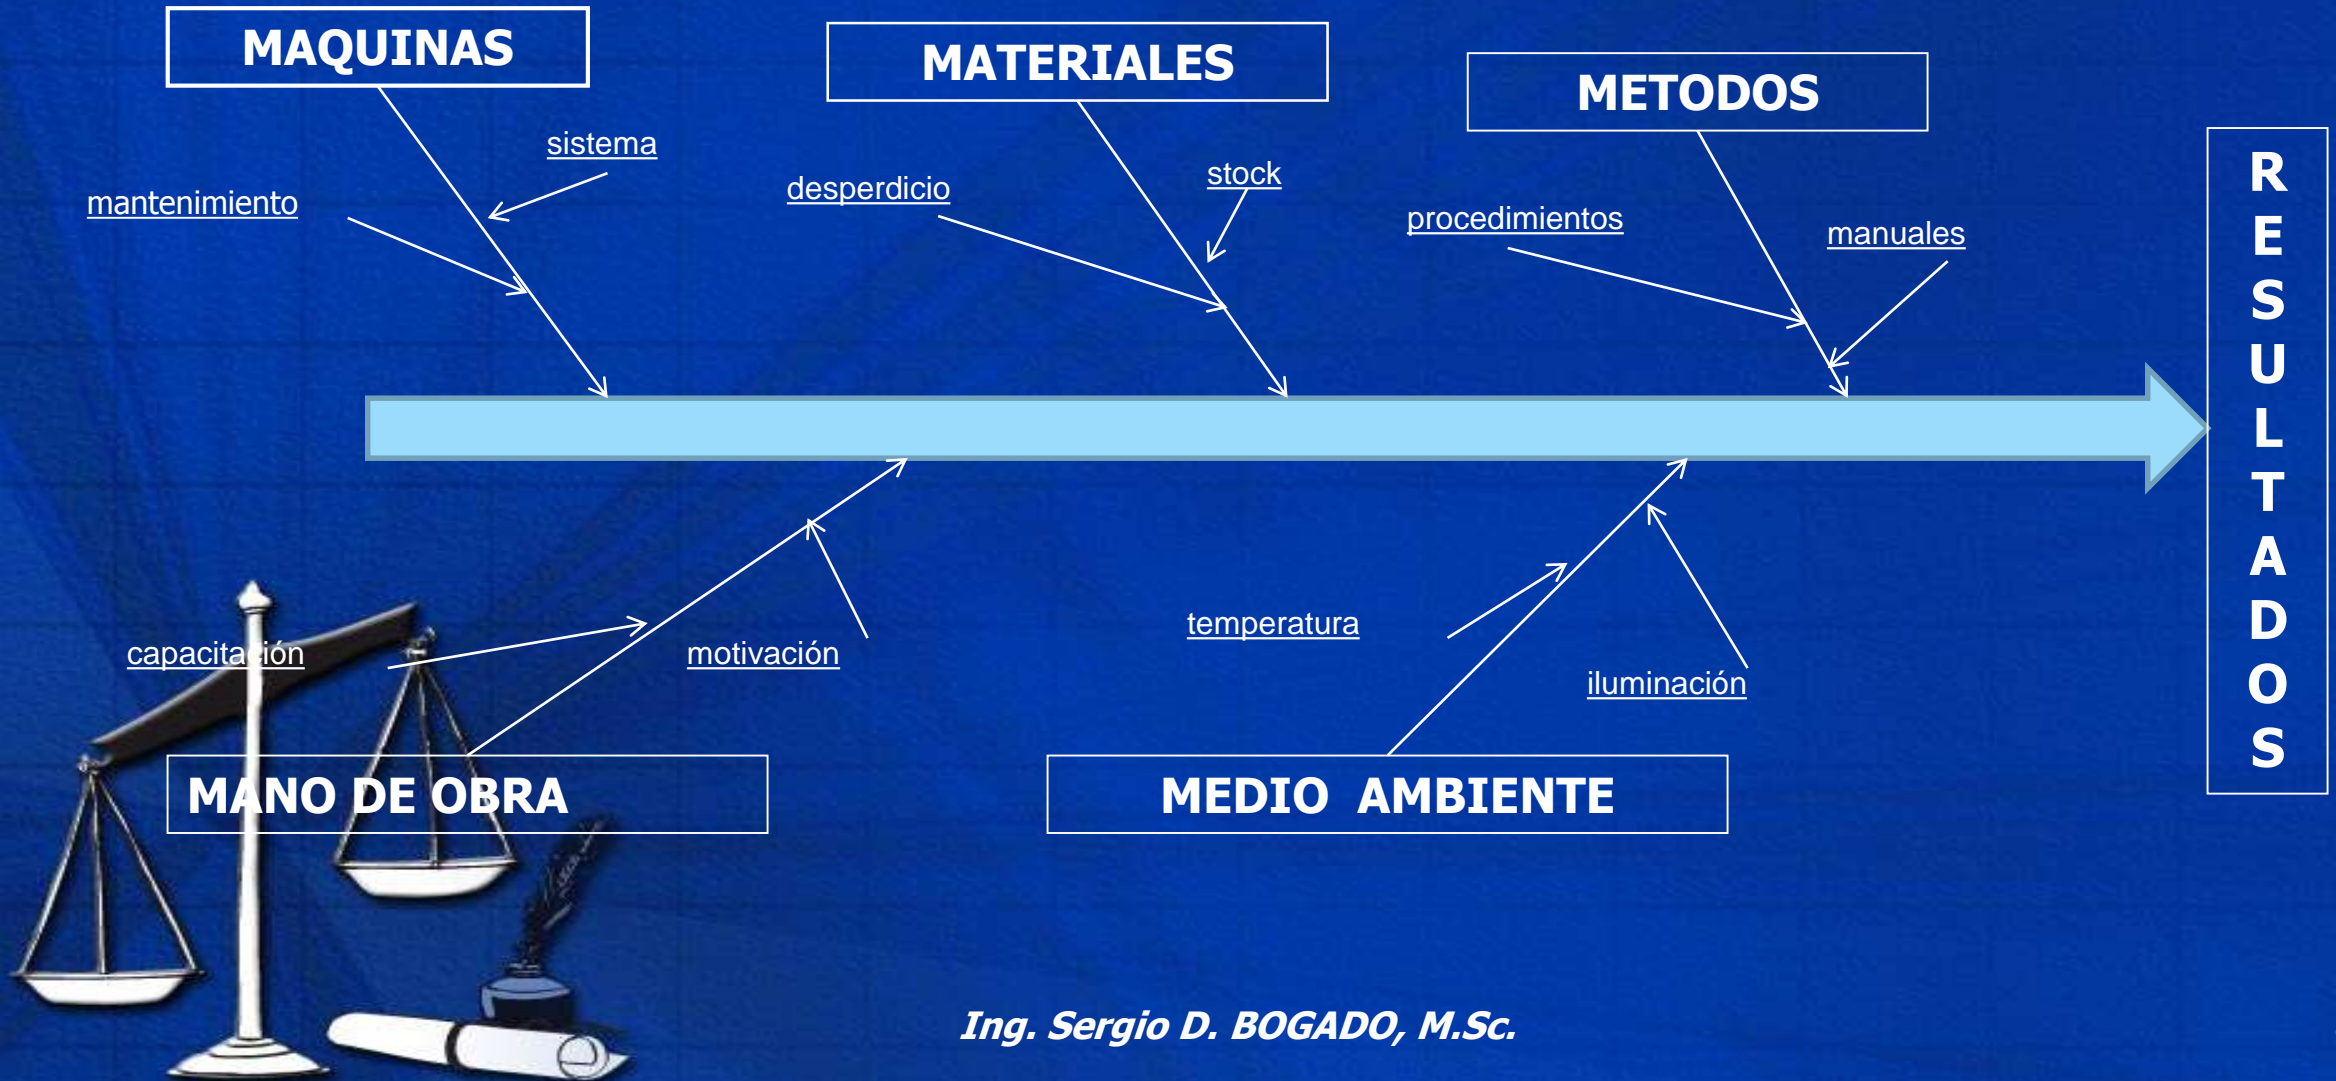 MAQUINAS
MATERIALES
METODOS
sistema
mantenimiento
desperdicio
stock
procedimientos
manuales
R
E
S
U
L
T
A
D
O
S
capacitación
motivación
temperatura
iluminación
MANO DE OBRA
MEDIO AMBIENTE
Ing. Sergio D. BOGADO, M.Sc.